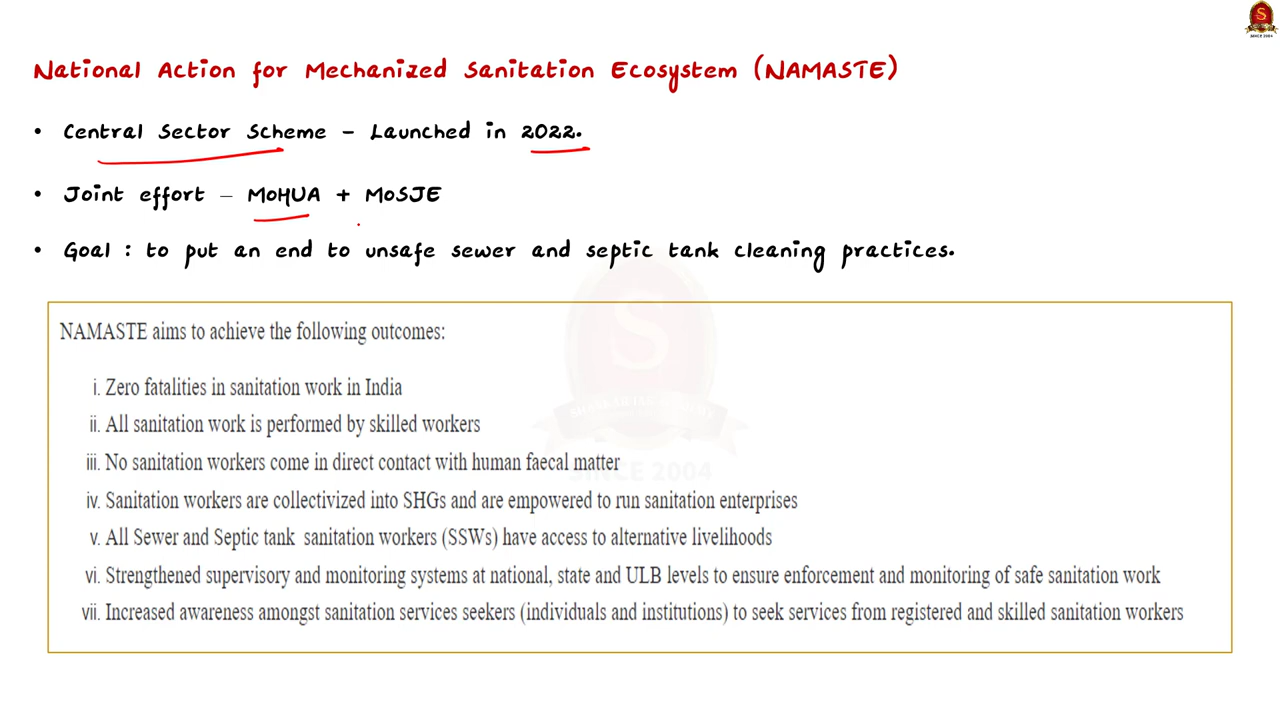 S
SINCE 2004
National Action for Mechanized Sanitation Ecosystem (NAMASTE)
• Central Sector Scheme – Launched in 2022.
• Joint effort – MoHUA + MoSJE
• Goal : to put an end to unsafe sewer and septic tank cleaning practices.
S
NAMASTE aims to achieve the following outcomes:
i. Zero fatalities in sanitation work in India
ii. All sanitation work is performed by skilled workers
iii. No sanitation workers come in direct contact with human faecal matter
SINCE 2004
iv. Sanitation workers are collectivized into SHGs and are empowered to run sanitation enterprises
v. All Sewer and Septic tank sanitation workers (SSWs) have access to alternative livelihoods
vi. Strengthened supervisory and monitoring systems at national, state and ULB levels to ensure enforcement and monitoring of safe sanitation work
vii. Increased awareness amongst sanitation services seekers (individuals and institutions) to seek services from registered and skilled sanitation workers